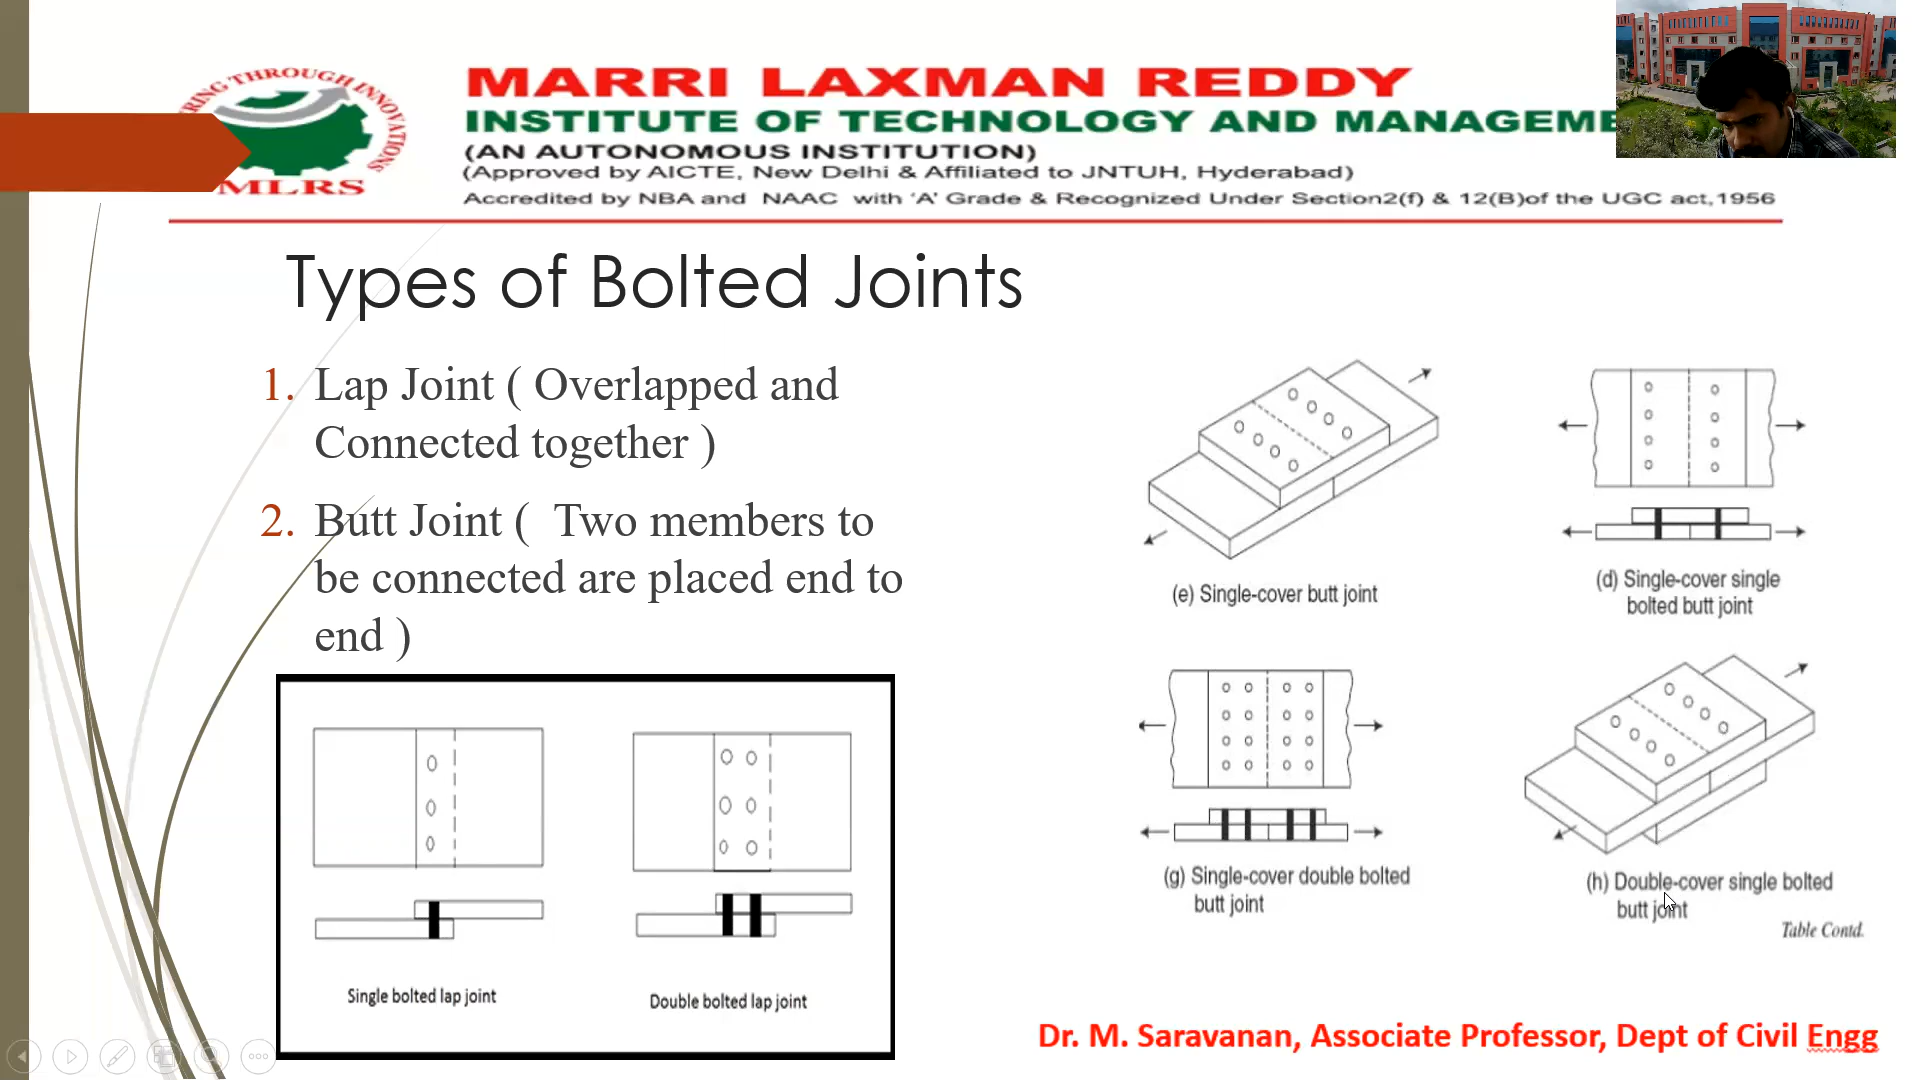 RING THROUGH INNOVATIONS
MLRS
MARRI LAXMAN REDDY
INSTITUTE OF TECHNOLOGY AND MANAGEME
(AN AUTONOMOUS INSTITUTION)
(Approved by AICTE, New Delhi & Affiliated to JNTUH, Hyderabad)
Accredited by NBA and NAAC with ‘A’ Grade & Recognized Under Section2(f) & 12(B)of the UGC act,1956
Types of Bolted Joints
1. Lap Joint ( Overlapped and
Connected together )
2. Butt Joint ( Two members to
be connected are placed end to
end )
Single bolted lap joint
Double bolted lap joint
(e) Single-cover butt joint
(d) Single-cover single
bolted butt joint
(g) Single-cover double bolted
butt joint
(h) Double-cover single bolted
butt joint
Table Contd.
Dr. M. Saravanan, Associate Professor, Dept of Civil Engg